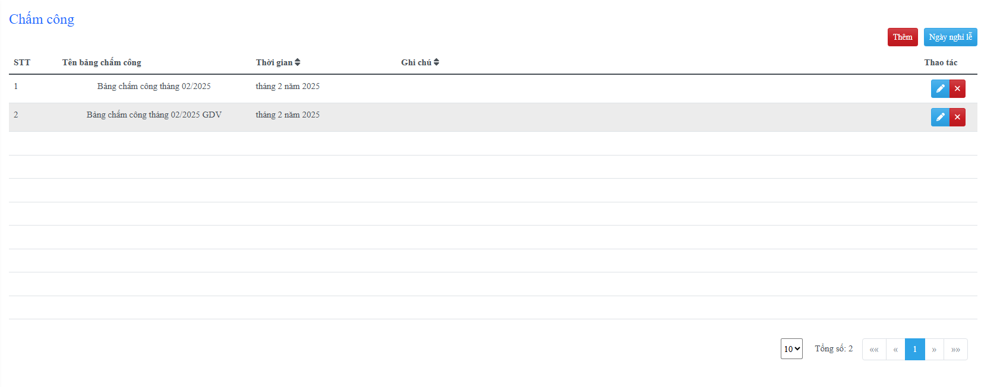 Chấm công
Thêm Ngày nghỉ lễ
STT Tên bảng chấm công Thời gian Ghi chú Thao tác
1 Bảng chấm công tháng 02/2025 tháng 2 năm 2025
2 Bảng chấm công tháng 02/2025 GDV tháng 2 năm 2025
10 Tổng số: 2 «« « 1 » »»